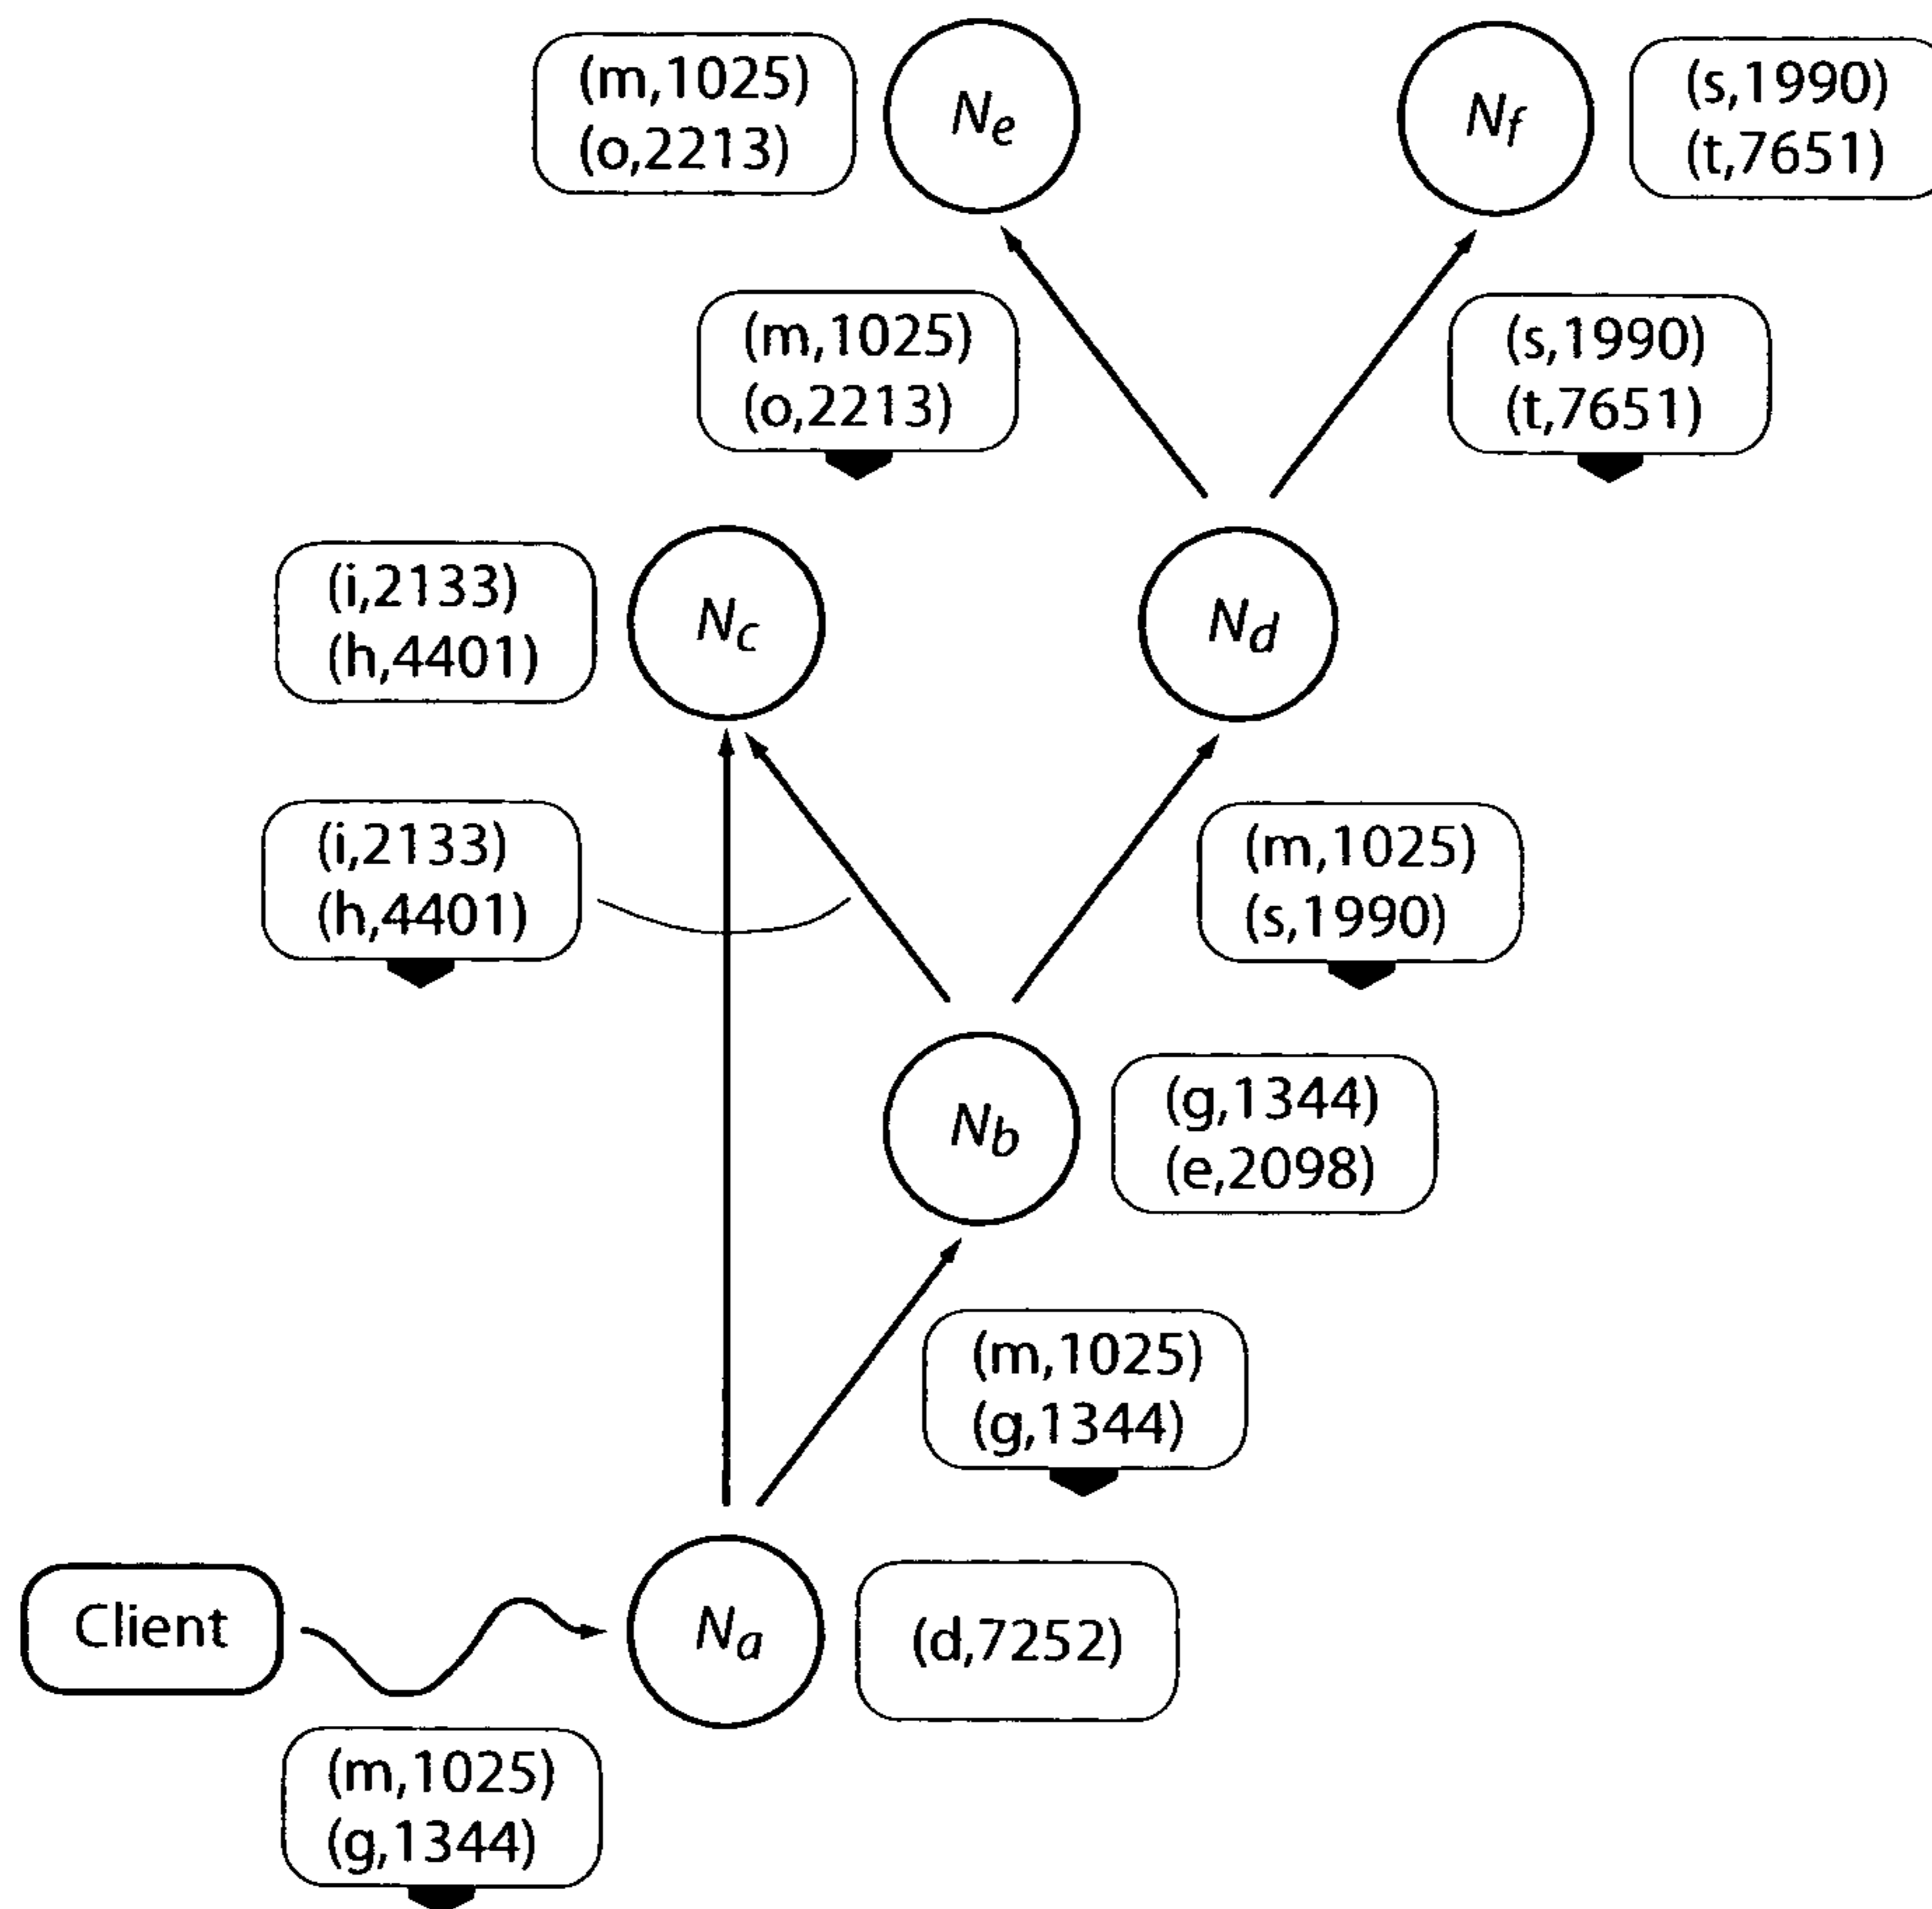 (m,1025)
(o,2213)
Ne
Nf
(s,1990)
(t,7651)
(m,1025)
(o,2213)
(s,1990)
(t,7651)
(i,2133)
(h,4401)
Nc
Nd
(i,2133)
(h,4401)
(m,1025)
(s,1990)
Nb
(g,1344)
(e,2098)
(m,1025)
(g,1344)
Client
Na
(d,7252)
(m,1025)
(g,1344)